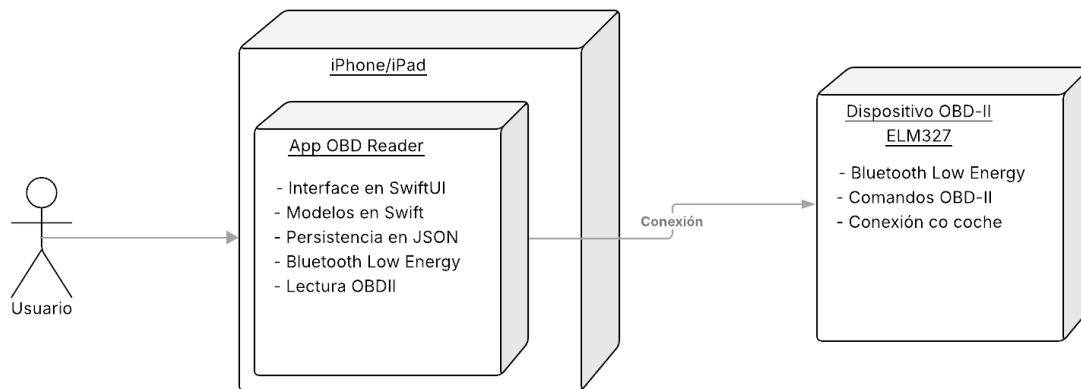 Usuario
iPhone/iPad
App OBD Reader
- Interface en SwiftUI
- Modelos en Swift
- Persistencia en JSON
- Bluetooth Low Energy
- Lectura OBDII
Conexión
Dispositivo OBD-II
ELM327
- Bluetooth Low Energy
- Comandos OBD-II
- Conexión co coche